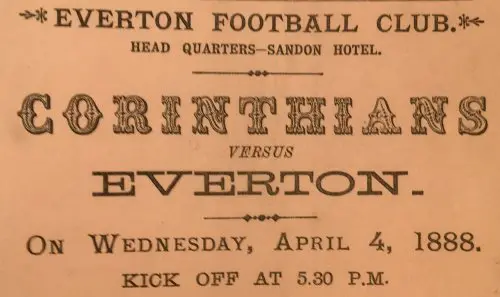 EVERTON FOOTBALL CLUB.
HEAD QUARTERS—SANDON HOTEL.
CORINTHIANS
VERSUS
EVERTON.
ON WEDNESDAY, APRIL 4, 1888.
KICK OFF AT 5.30 P.M.